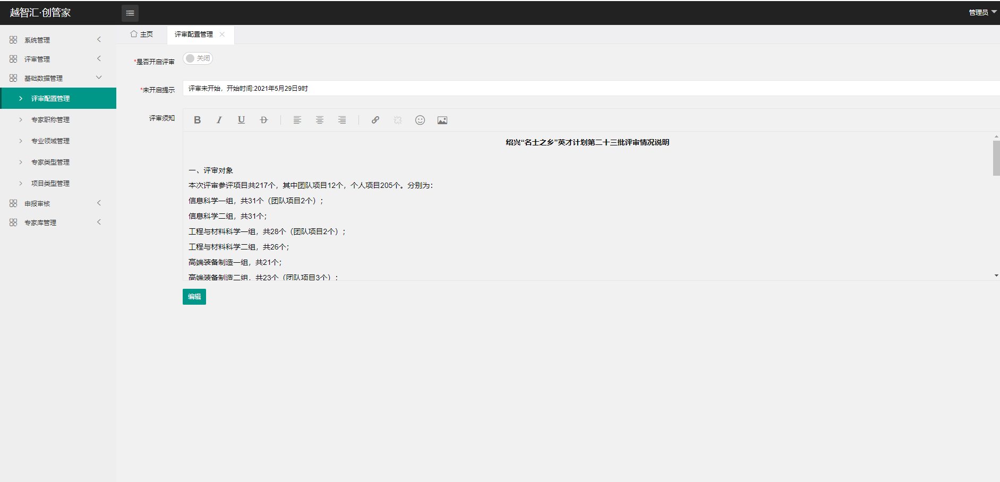 越智汇·创管家
管理员
系统管理
评审管理
基础数据管理
评审配置管理
专家职称管理
专业领域管理
专家类型管理
项目类型管理
申报审核
专家库管理
主页
评审配置管理
*是否开启评审
关闭
*未开启提示
评审未开始，开始时间:2021年5月29日9时
评审须知
绍兴“名士之乡”英才计划第二十三批评审情况说明
一、评审对象
本次评审参评项目共217个，其中团队项目12个，个人项目205个。分别为：
信息科学一组，共31个（团队项目2个）；
信息科学二组，共31个；
工程与材料科学一组，共28个（团队项目2个）；
工程与材料科学二组，共26个；
高端装备制造一组，共21个；
高端装备制造二组，共23个（团队项目3个）；
编辑